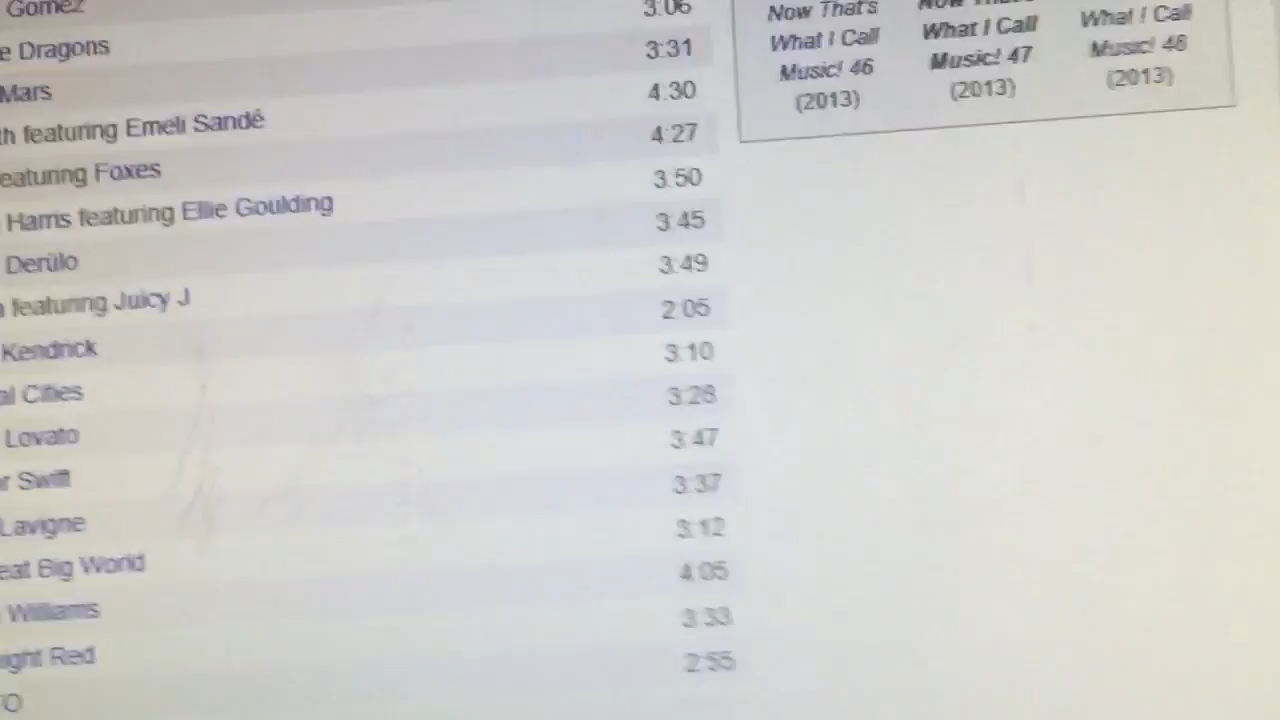 Gomez 3:06
e Dragons 3:31
Mars 4:30
th featuring Emeli Sandé 4:27
eaturing Foxes 3:50
Harris featuring Ellie Goulding 3:45
Derülo 3:49
featuring Juicy J 2:05
Kendrick 3:10
al Cities 3:28
Lovato 3:47
r Swift 3:37
Lavigne 3:12
eat Big World 4:05
Williams 3:33
ight Red 2:55
O
Now That's
What I Call
Music! 46
(2013)
Now That's
What I Call
Music! 47
(2013)
What I Call
Music! 48
(2013)